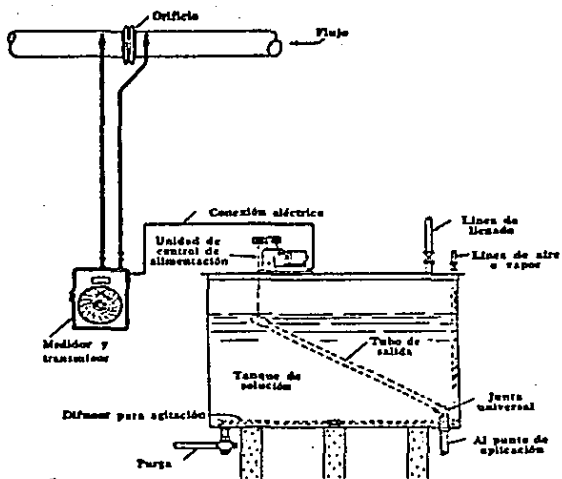 Orificio
Flujo
Conexión eléctrica
Unidad de
control de
alimentación
Línea de
llenado
Línea de aire
o vapor
Medidor y
transmisor
Tubo de
salida
Tanque de
solución
Junta
universal
Difusor para agitación
Al punto de
aplicación
Purga